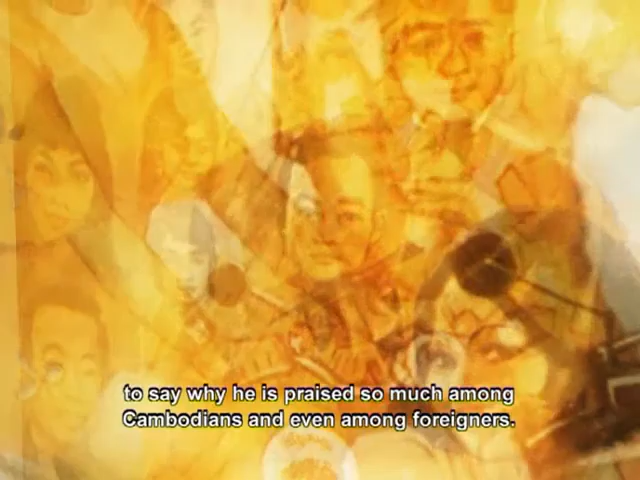 to say why he is praised so much among
Cambodians and even among foreigners.